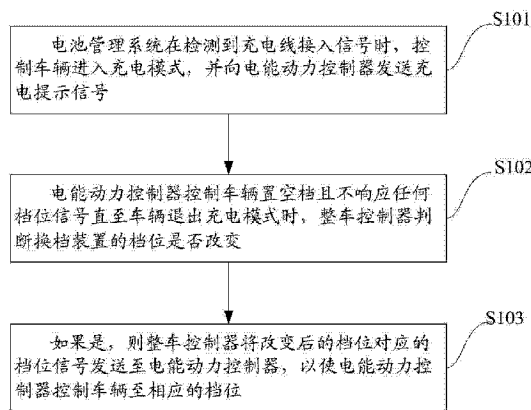 S101
电池管理系统在检测到充电线接入信号时，控
制车辆进入充电模式，并向电能动力控制器发送充
电提示信号
S102
电能动力控制器控制车辆置空档且不响应任何
档位信号直至车辆退出充电模式时，整车控制器判
断换档装置的档位是否改变
S103
如果是，则整车控制器将改变后的档位对应的
档位信号发送至电能动力控制器，以使电能动力控
制器控制车辆至相应的档位